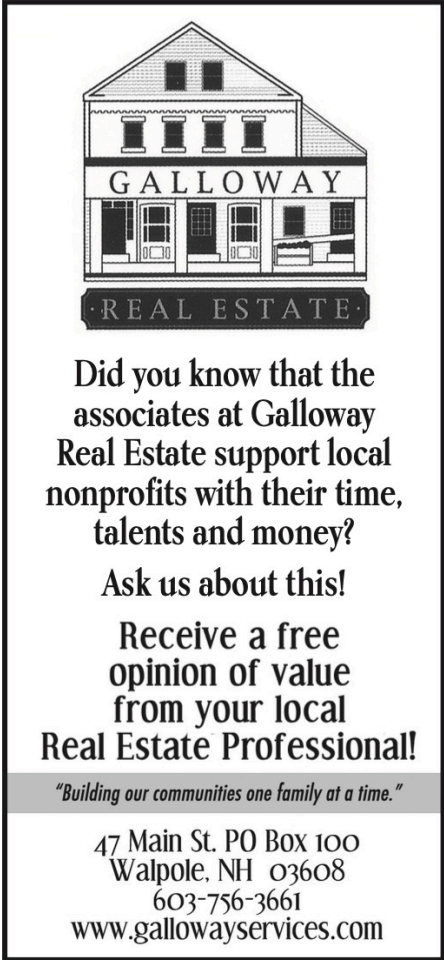 GALLOWAY
·REAL ESTATE·
Did you know that the
associates at Galloway
Real Estate support local
nonprofits with their time,
talents and money?
Ask us about this!
Receive a free
opinion of value
from your local
Real Estate Professional!
“Building our communities one family at a time.”
47 Main St. PO Box 100
Walpole, NH 03608
603-756-3661
www.gallowayservices.com